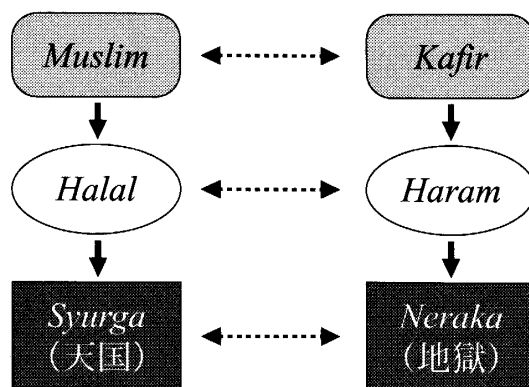 Muslim
Kafir
Halal
Haram
Syurga
(天国)
Neraka
(地獄)